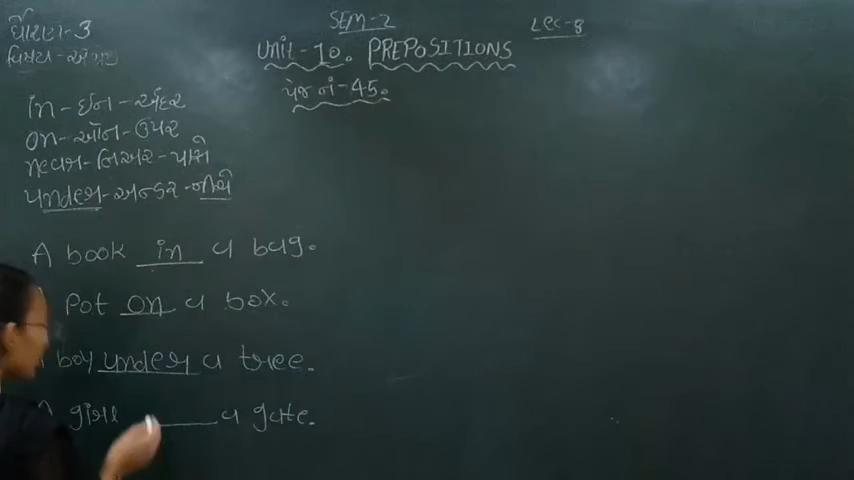 ધોરણ-3
SEM-2
Lec-8
વિષય-અંગ્રેજી
Unit-10. PREPOSITIONS
પેજ નં-45.
in-ઈન-અંદર
on-ઓન-ઉપર
near-નિઅર-પાસે
under-અન્ડર-નીચે
A book in a bag.
Pot on a box.
boy under a tree.
girl ____ a gate.